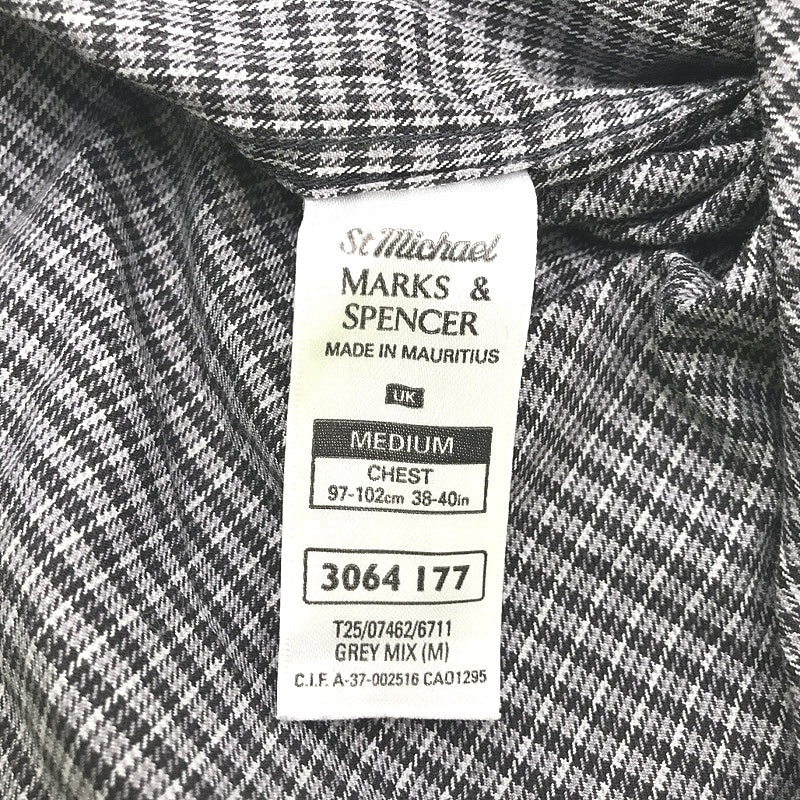 St Michael
MARKS &
SPENCER
MADE IN MAURITIUS
UK
MEDIUM
CHEST
97-102cm 38-40in
3064 177
T25/07462/6711
GREY MIX (M)
C.I.F. A-37-002516 CAO1295